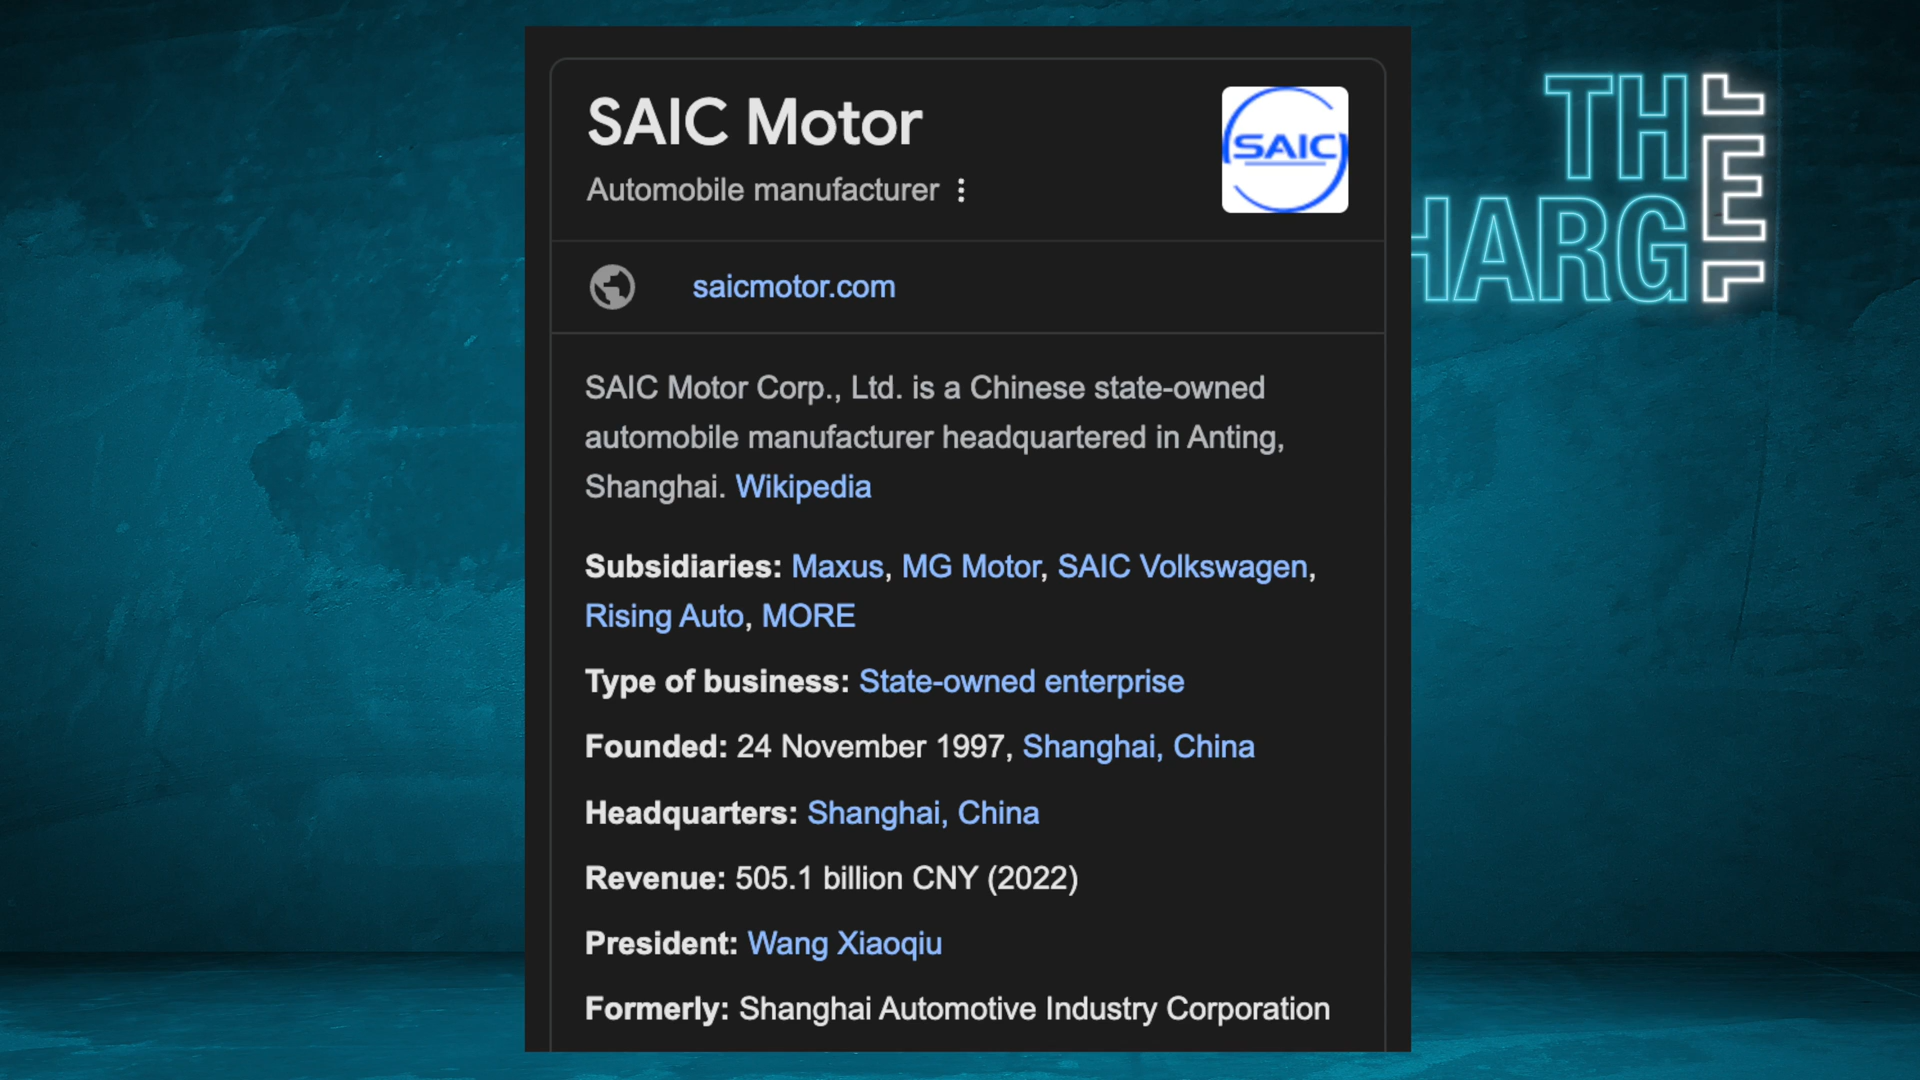 SAIC Motor
Automobile manufacturer
SAIC
saicmotor.com
SAIC Motor Corp., Ltd. is a Chinese state-owned
automobile manufacturer headquartered in Anting,
Shanghai. Wikipedia
Subsidiaries: Maxus, MG Motor, SAIC Volkswagen,
Rising Auto, MORE
Type of business: State-owned enterprise
Founded: 24 November 1997, Shanghai, China
Headquarters: Shanghai, China
Revenue: 505.1 billion CNY (2022)
President: Wang Xiaoqiu
Formerly: Shanghai Automotive Industry Corporation
TH
HARG